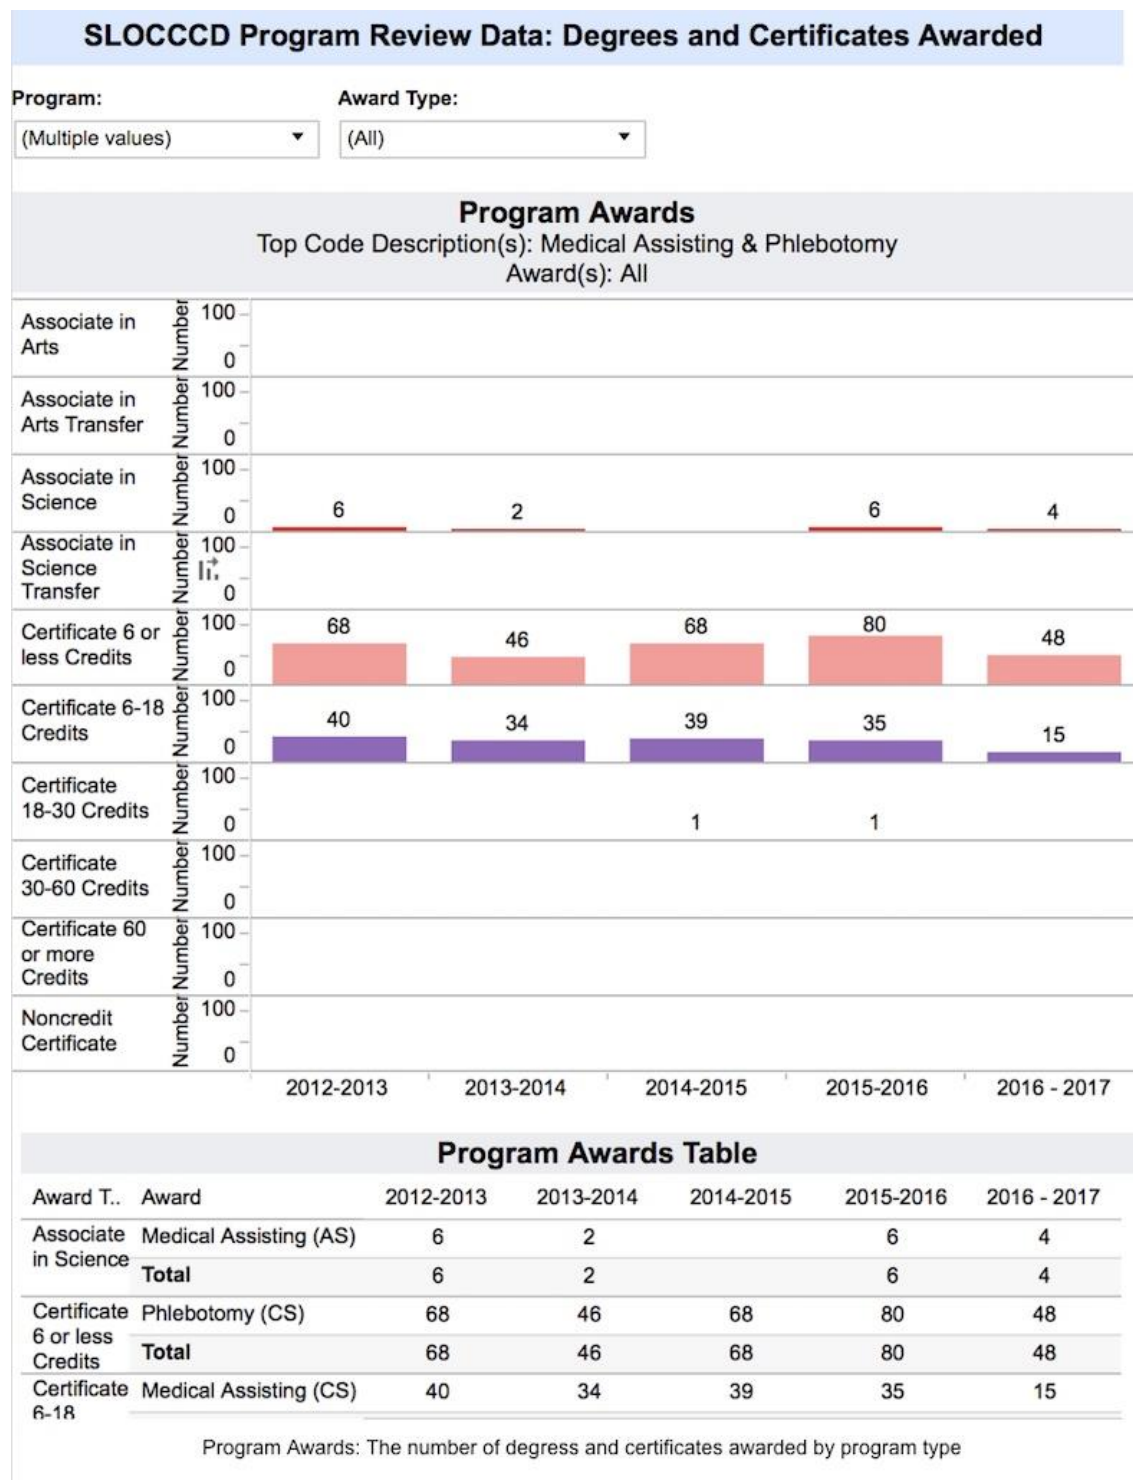 SLOCCCD Program Review Data: Degrees and Certificates Awarded
Program:
Award Type:
(Multiple values)
(All)
Program Awards
Top Code Description(s): Medical Assisting & Phlebotomy
Award(s): All
Associate in
Arts
Number
100
0
Associate in
Arts Transfer
Number
100
0
Associate in
Science
Number
100
0
6 2 6 4
Associate in
Science
Transfer
Number
100
0
Certificate 6 or
less Credits
Number
100
0
68 46 68 80 48
Certificate 6-18
Credits
Number
100
0
40 34 39 35 15
Certificate
18-30 Credits
Number
100
0
1 1
Certificate
30-60 Credits
Number
100
0
Certificate 60
or more
Credits
Number
100
0
Noncredit
Certificate
Number
100
0
2012-2013 2013-2014 2014-2015 2015-2016 2016 - 2017
Program Awards Table
Award T.. Award 2012-2013 2013-2014 2014-2015 2015-2016 2016 - 2017
Associate
in Science
Medical Assisting (AS) 6 2 6 4
Total 6 2 6 4
Certificate
6 or less
Credits
Phlebotomy (CS) 68 46 68 80 48
Total 68 46 68 80 48
Certificate
6-18
Medical Assisting (CS) 40 34 39 35 15
Program Awards: The number of degress and certificates awarded by program type